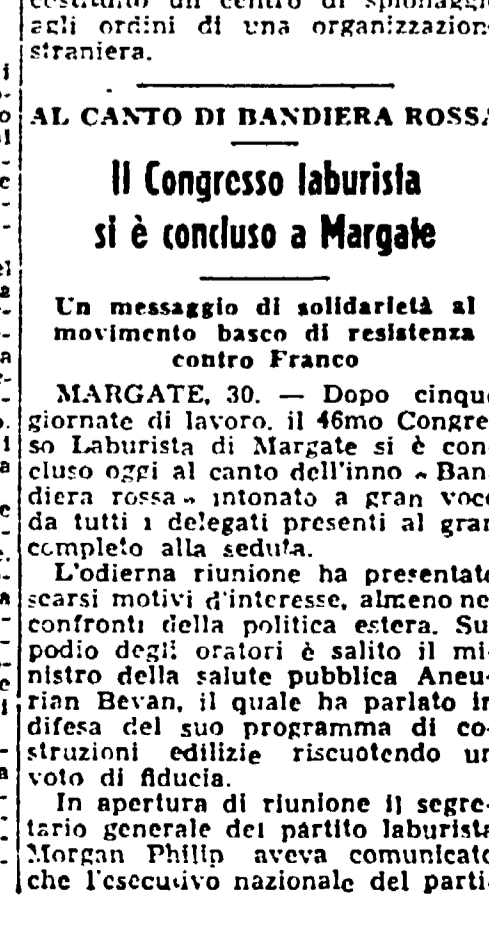 costituito un centro di spionaggi
agli ordini di una organizzazion
straniera.
AL CANTO DI BANDIERA ROSSA
Il Congresso laburista
si è concluso a Margate
Un messaggio di solidarietà al
movimento basco di resistenza
contro Franco
MARGATE, 30. — Dopo cinque
giornate di lavoro. il 46mo Congre
so Laburista di Margate si è con
cluso oggi al canto dell'inno « Ban
diera rossa » intonato a gran voce
da tutti i delegati presenti al gran
completo alla seduta.
L'odierna riunione ha presentato
scarsi motivi d'interesse, almeno ne
confronti della politica estera. Su
podio degli oratori è salito il mi-
nistro della salute pubblica Aneu-
rian Bevan, il quale ha parlato in
difesa del suo programma di co-
struzioni edilizie riscuotendo un
voto di fiducia.
In apertura di riunione il segre-
tario generale del partito laburista
Morgan Philip aveva comunicato
che l'esecutivo nazionale del parti-